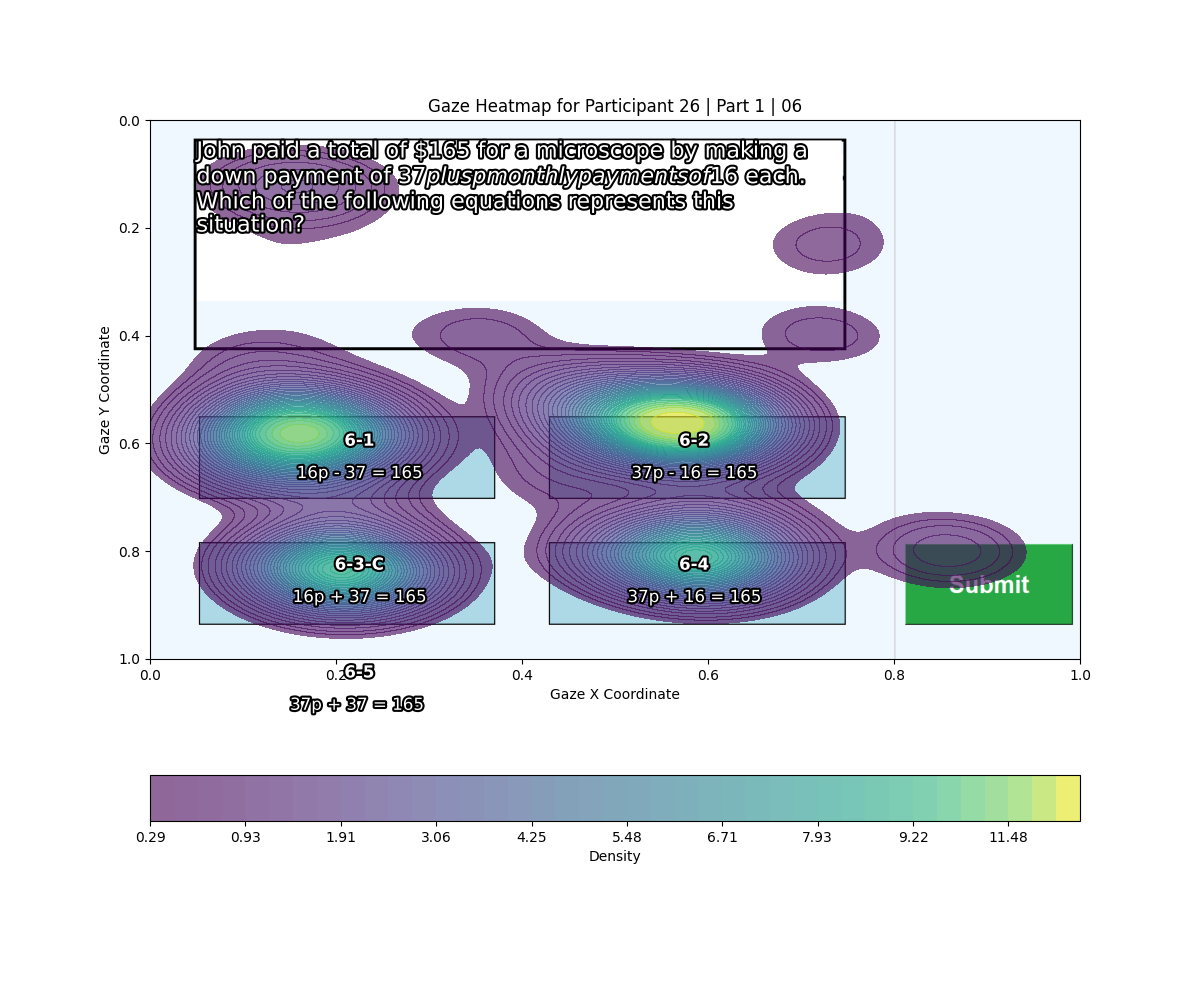 Gaze Heatmap for Participant 26 | Part 1 | 06
John paid a total of $165 for a microscope by making a
down payment of 37pluspmonthlypaymentsof16 each.
Which of the following equations represents this
situation?
6-1
16p - 37 = 165
6-2
37p - 16 = 165
6-3-C
16p + 37 = 165
6-4
37p + 16 = 165
Submit
6-5
37p + 37 = 165
0.0
0.2
0.4
0.6
0.8
1.0
Gaze Y Coordinate
0.0 0.2 0.4 0.6 0.8 1.0
Gaze X Coordinate
0.29 0.93 1.91 3.06 4.25 5.48 6.71 7.93 9.22 11.48
Density